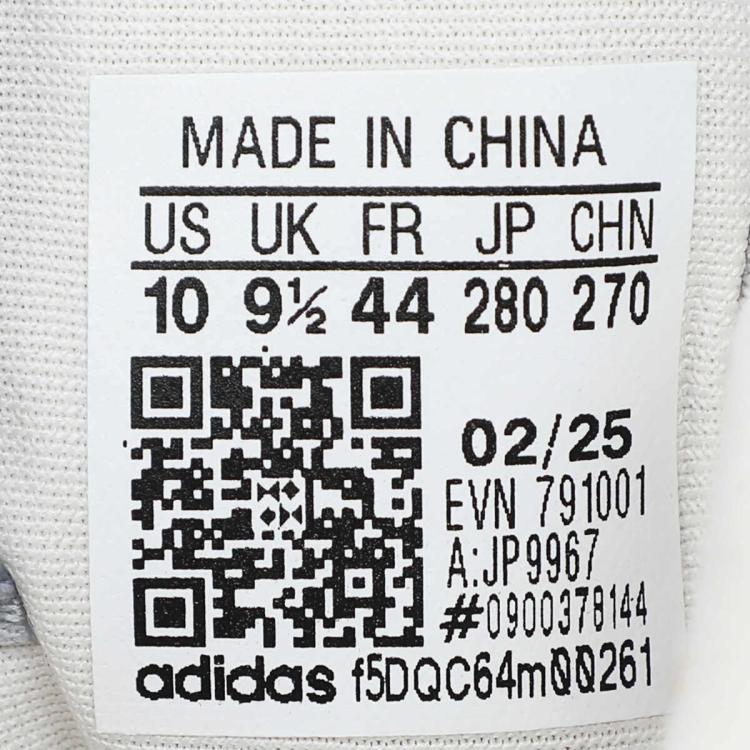 MADE IN CHINA
US UK FR JP CHN
10 9½ 44 280 270
02/25
EVN 791001
A:JP9967
#0900378144
adidas f5DQC64m00261